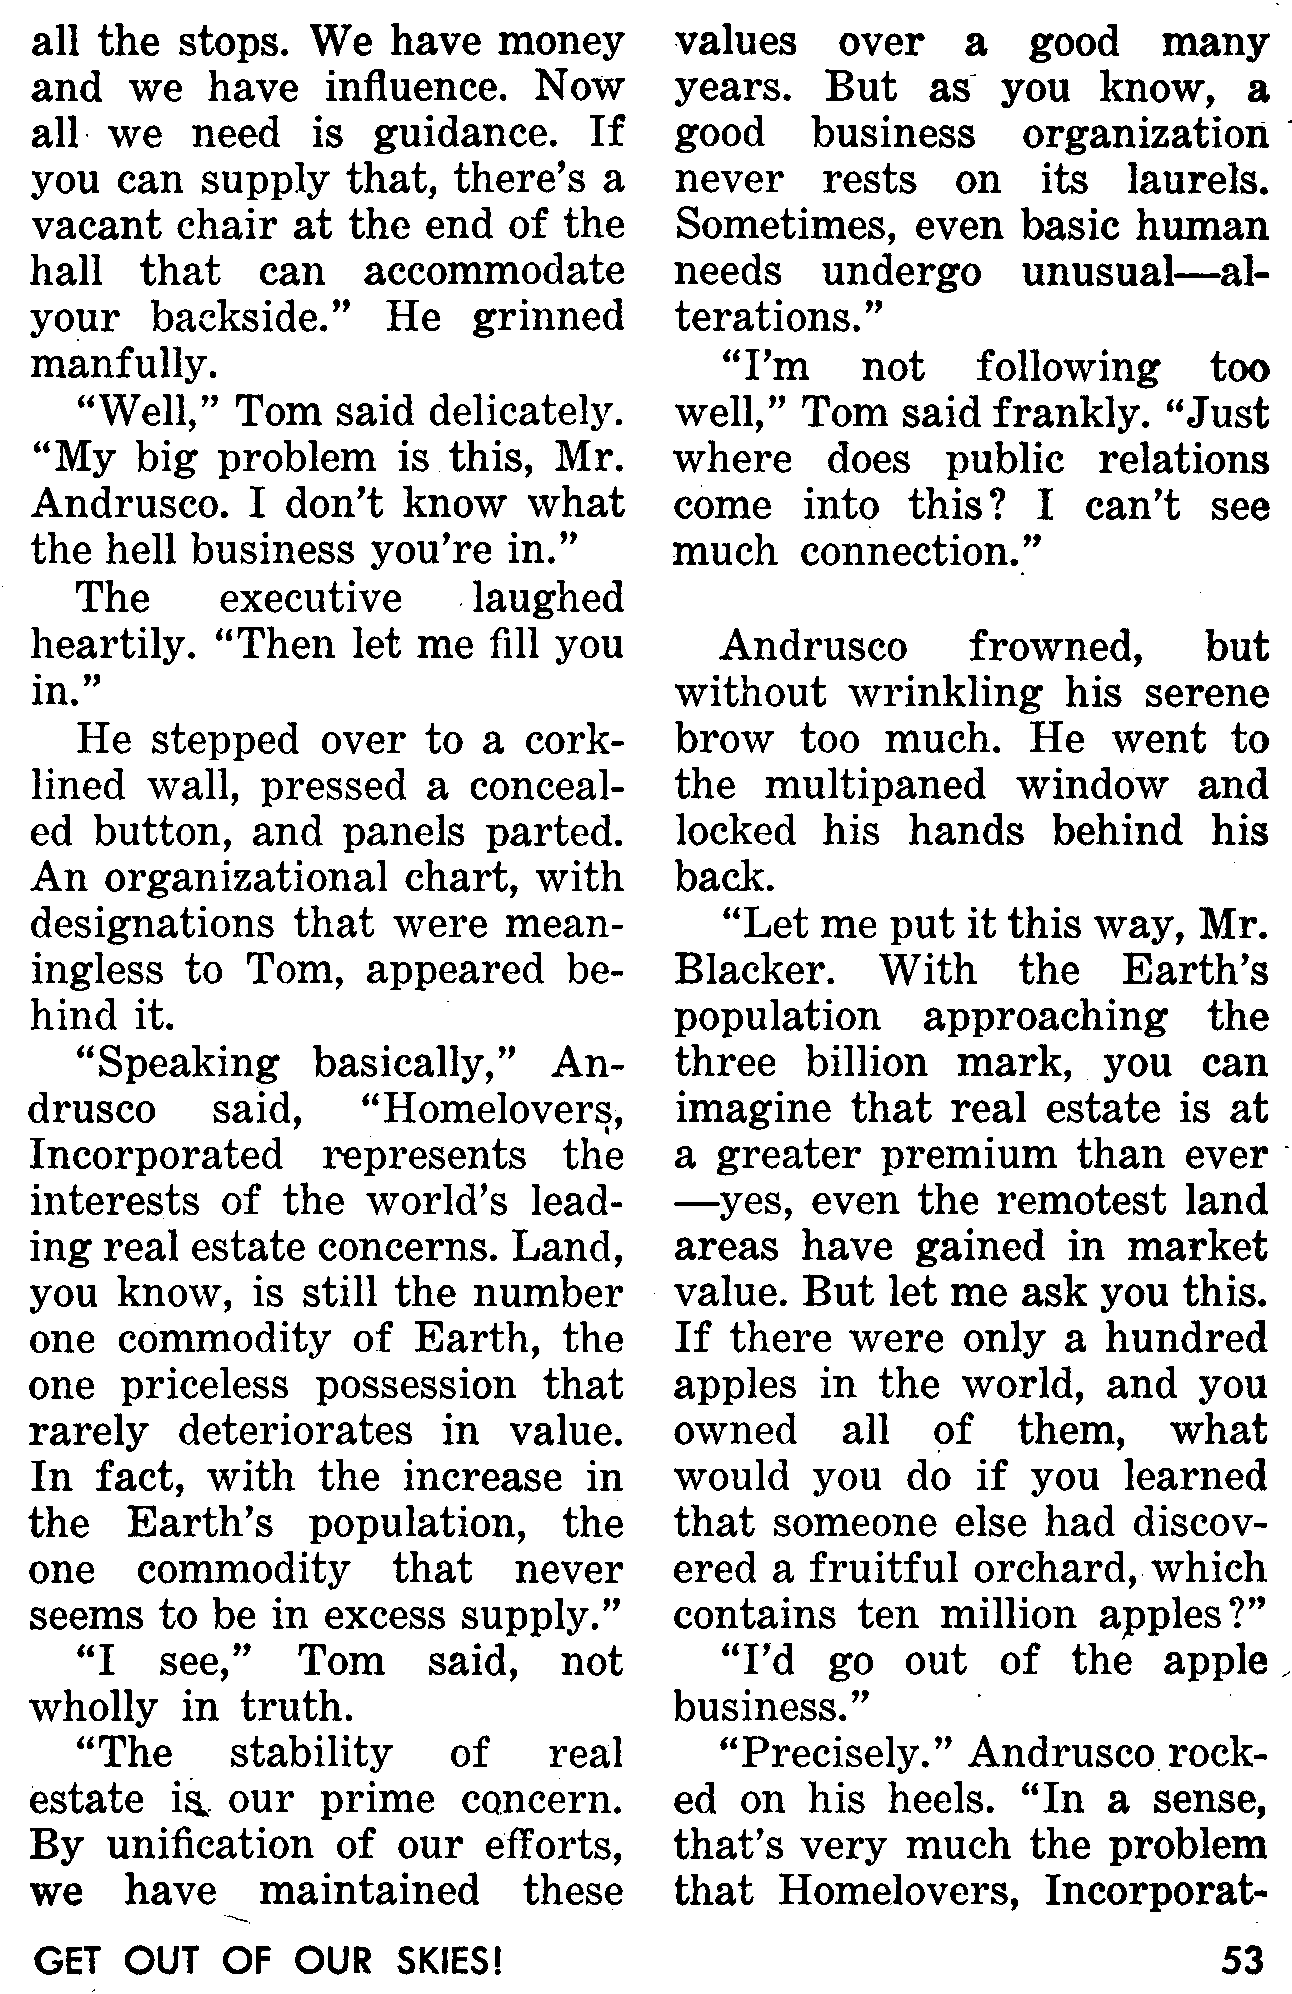 all the stops. We have money
and we have influence. Now
all we need is guidance. If
you can supply that, there's a
vacant chair at the end of the
hall that can accommodate
your backside." He grinned
manfully.
"Well," Tom said delicately.
"My big problem is this, Mr.
Andrusco. I don't know what
the hell business you're in."
The executive laughed
heartily. "Then let me fill you
in."
He stepped over to a cork-
lined wall, pressed a conceal-
ed button, and panels parted.
An organizational chart, with
designations that were mean-
ingless to Tom, appeared be-
hind it.
"Speaking basically," An-
drusco said, "Homelovers,
Incorporated represents the
interests of the world's lead-
ing real estate concerns. Land,
you know, is still the number
one commodity of Earth, the
one priceless possession that
rarely deteriorates in value.
In fact, with the increase in
the Earth's population, the
one commodity that never
seems to be in excess supply."
"I see," Tom said, not
wholly in truth.
"The stability of real
estate is our prime concern.
By unification of our efforts,
we have maintained these
values over a good many
years. But as you know, a
good business organization
never rests on its laurels.
Sometimes, even basic human
needs undergo unusual—al-
terations."
"I'm not following too
well," Tom said frankly. "Just
where does public relations
come into this? I can't see
much connection."
Andrusco frowned, but
without wrinkling his serene
brow too much. He went to
the multipaned window and
locked his hands behind his
back.
"Let me put it this way, Mr.
Blacker. With the Earth's
population approaching the
three billion mark, you can
imagine that real estate is at
a greater premium than ever
—yes, even the remotest land
areas have gained in market
value. But let me ask you this.
If there were only a hundred
apples in the world, and you
owned all of them, what
would you do if you learned
that someone else had discov-
ered a fruitful orchard, which
contains ten million apples?"
"I'd go out of the apple
business."
"Precisely." Andrusco rock-
ed on his heels. "In a sense,
that's very much the problem
that Homelovers, Incorporat-
GET OUT OF OUR SKIES! 53